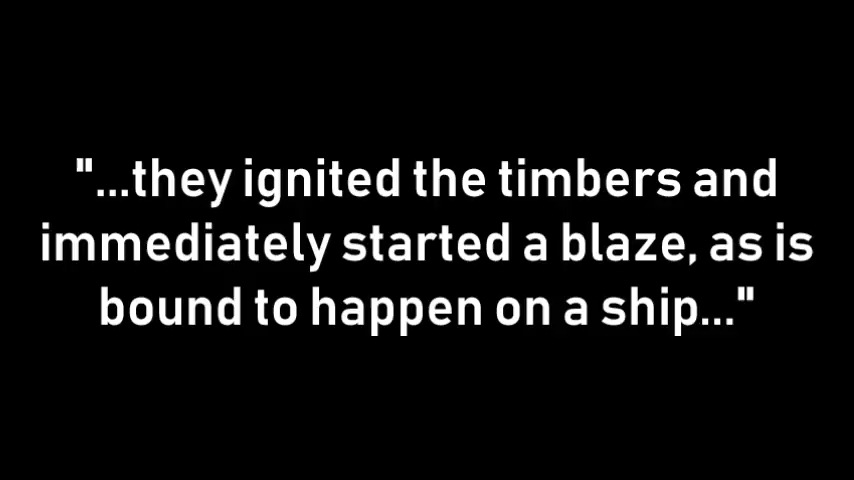 "...they ignited the timbers and
immediately started a blaze, as is
bound to happen on a ship..."